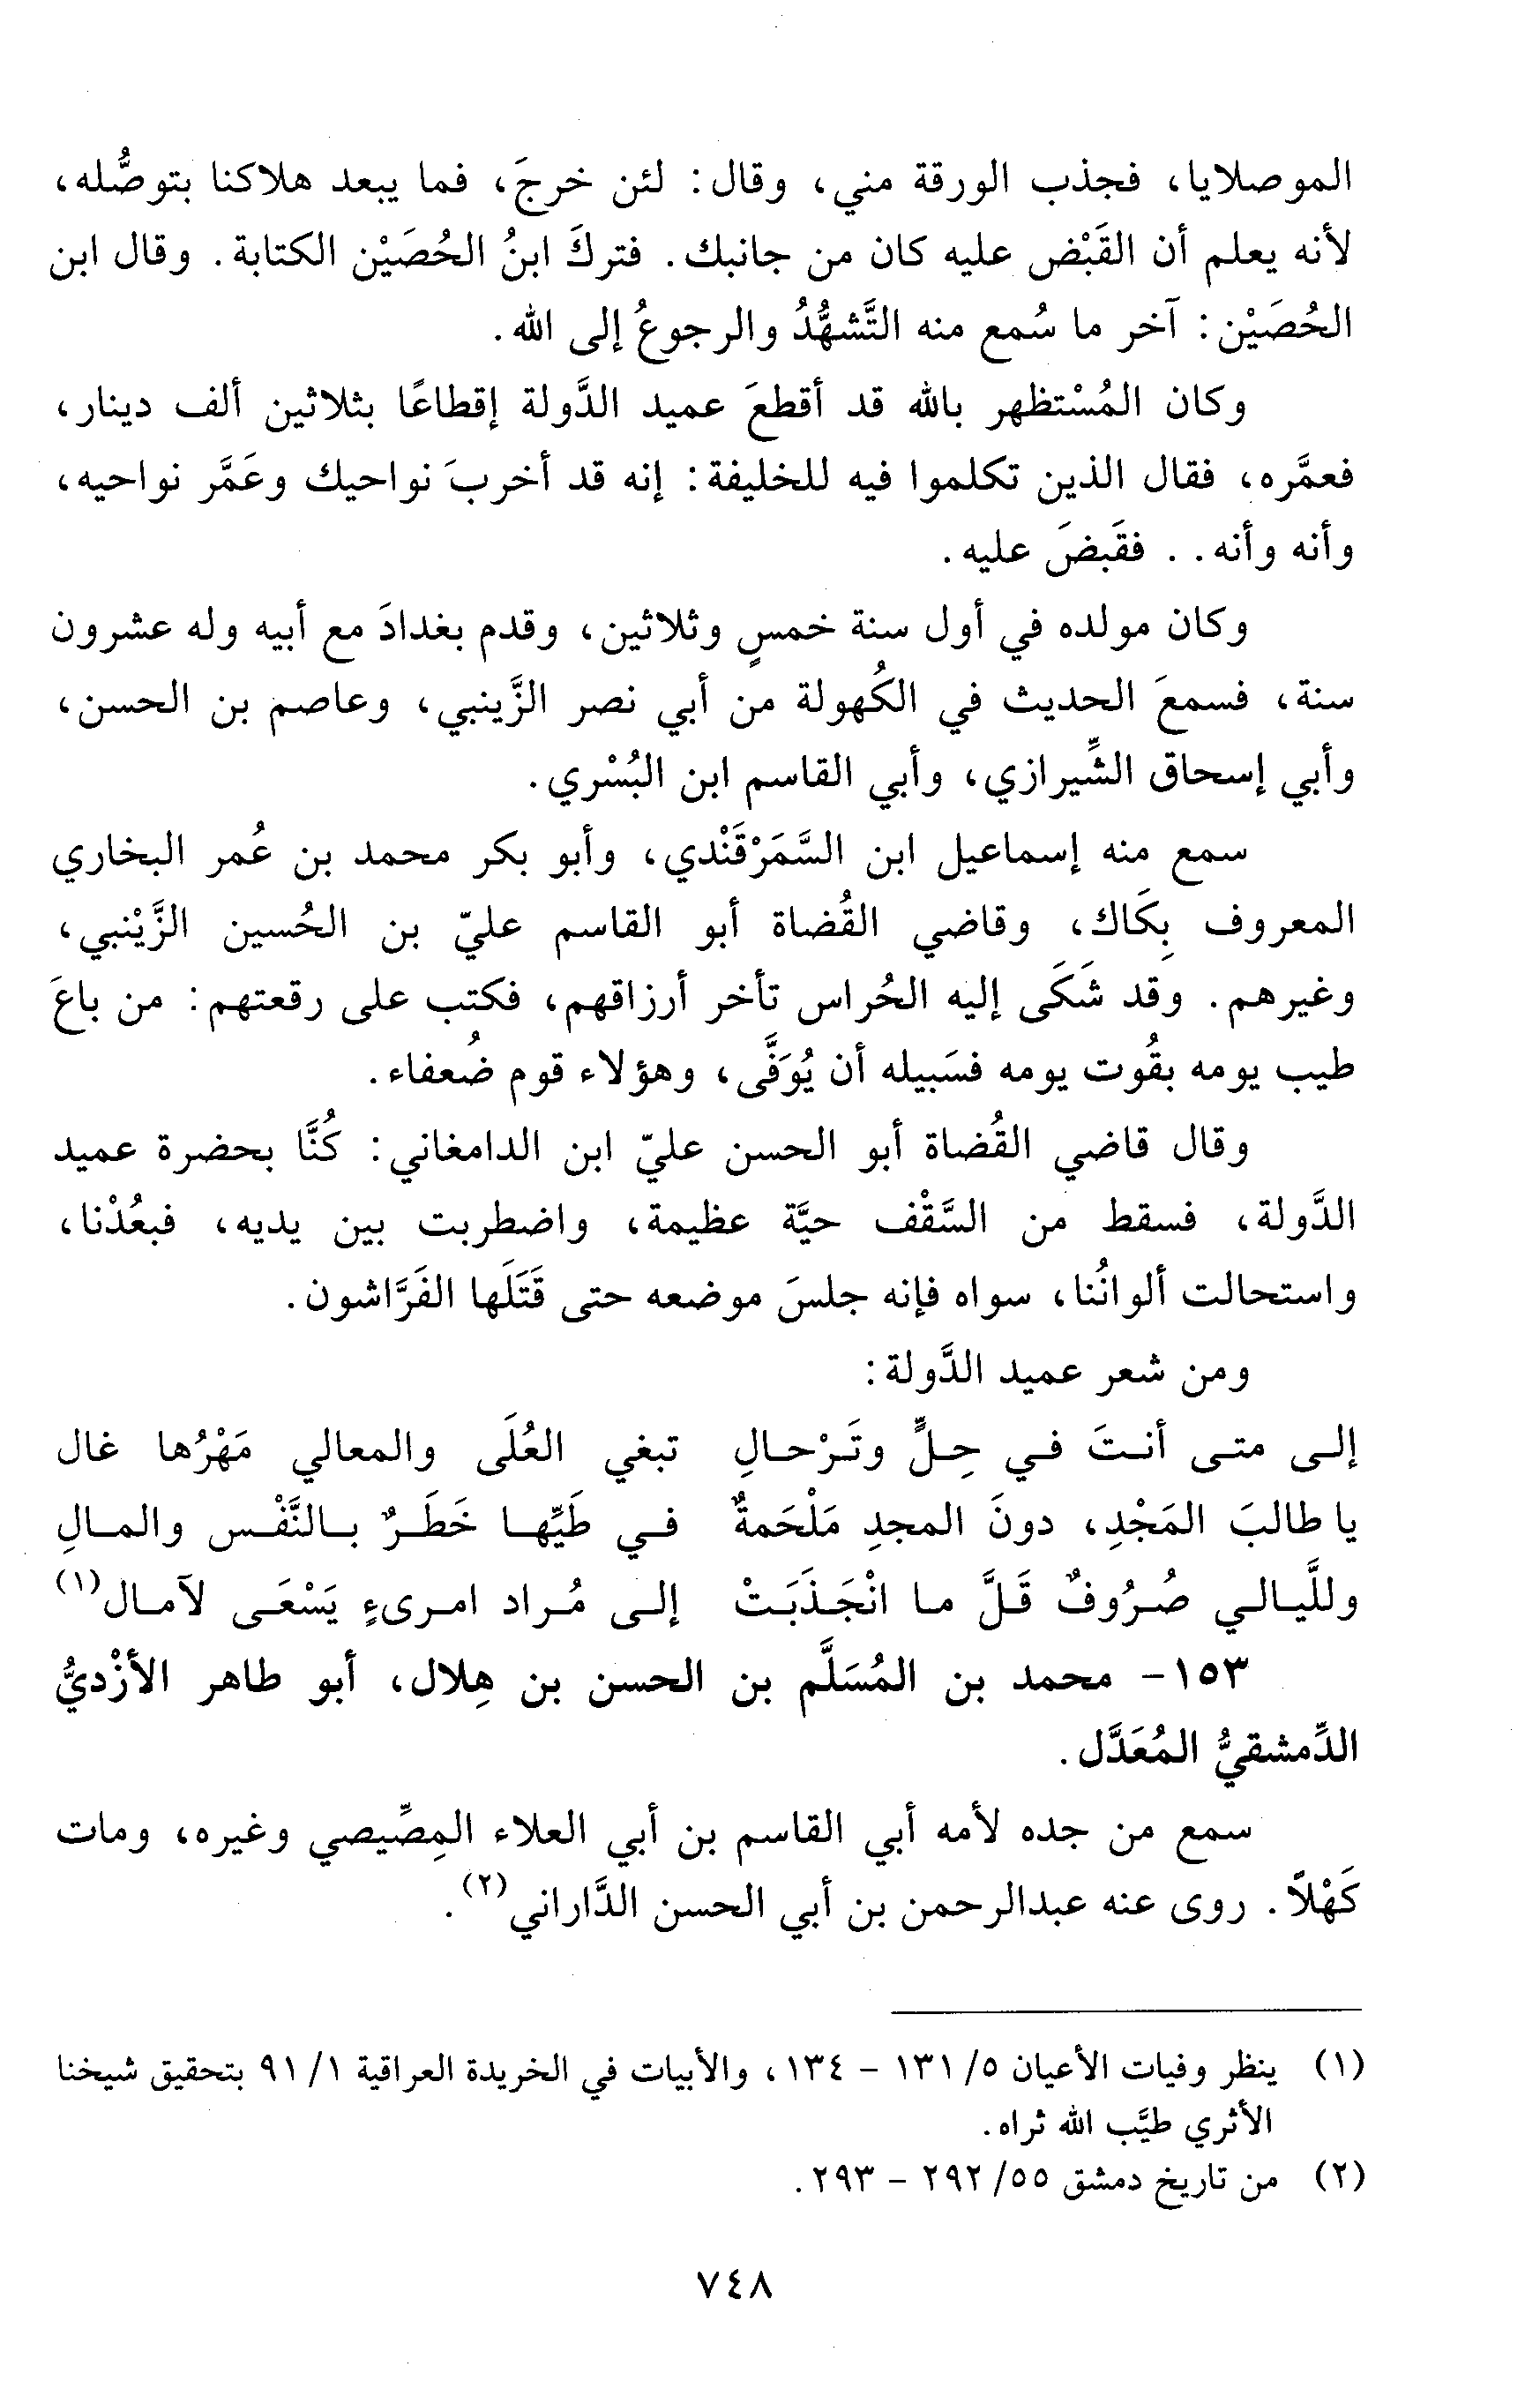 الموصلايا، فجذب الورقة مني، وقال: لئن خرجَ، فما يبعد هلاكنا بتوصُّله،
لأنه يعلم أن القَبْض عليه كان من جانبك. فتركَ ابنُ الحُصَيْن الكتابة. وقال ابن
الحُصَيْن: آخر ما سُمع منه التَّشهُّدُ والرجوعُ إلى الله.
وكان المُسْتظهر بالله قد أقطعَ عميد الدَّولة إقطاعًا بثلاثين ألف دينار،
فعمَّره، فقال الذين تكلموا فيه للخليفة: إنه قد أخربَ نواحيك وعَمَّر نواحيه،
وأنه وأنه. . فقَبضَ عليه.
وكان مولده في أول سنة خمسٍ وثلاثين، وقدم بغدادَ مع أبيه وله عشرون
سنة، فسمعَ الحديث في الكُهولة من أبي نصر الزَّينبي، وعاصم بن الحسن،
وأبي إسحاق الشِّيرازي، وأبي القاسم ابن البُسْري.
سمع منه إسماعيل ابن السَّمَرْقَنْدي، وأبو بكر محمد بن عُمر البخاري
المعروف بِكَاك، وقاضي القُضاة أبو القاسم عليّ بن الحُسين الزَّيْنبي،
وغيرهم. وقد شَكَى إليه الحُراس تأخر أرزاقهم، فكتب على رقعتهم: من باعَ
طيب يومه بقُوت يومه فسَبيله أن يُوَفَّى، وهؤلاء قوم ضُعفاء.
وقال قاضي القُضاة أبو الحسن عليّ ابن الدامغاني: كُنَّا بحضرة عميد
الدَّولة، فسقط من السَّقْف حيَّة عظيمة، واضطربت بين يديه، فبعُدْنا،
واستحالت ألوانُنا، سواه فإنه جلسَ موضعه حتى قَتَلَها الفَرَّاشون.
ومن شعر عميد الدَّولة:
إلى متى أنتَ في حِلٍّ وتَرْحالِ تبغي العُلَى والمعالي مَهْرُها غال
يا طالبَ المَجْدِ، دونَ المجدِ مَلْحَمةٌ في طَيِّها خَطَرٌ بالنَّفْس والمالِ
وللَّيالي صُرُوفٌ قَلَّ ما انْجَذَبَتْ إلى مُراد امرىءٍ يَسْعَى لآمال(١)
١٥٣- محمد بن المُسَلَّم بن الحسن بن هِلال، أبو طاهر الأزْديُّ
الدِّمشقيُّ المُعَدَّل.
سمع من جده لأمه أبي القاسم بن أبي العلاء المِصِّيصي وغيره، ومات
كَهْلًا. روى عنه عبدالرحمن بن أبي الحسن الدَّاراني(٢).
(١) ينظر وفيات الأعيان ٥/ ١٣١ - ١٣٤، والأبيات في الخريدة العراقية ١/ ٩١ بتحقيق شيخنا
الأثري طيَّب الله ثراه.
(٢) من تاريخ دمشق ٥٥/ ٢٩٢ - ٢٩٣.
٧٤٨